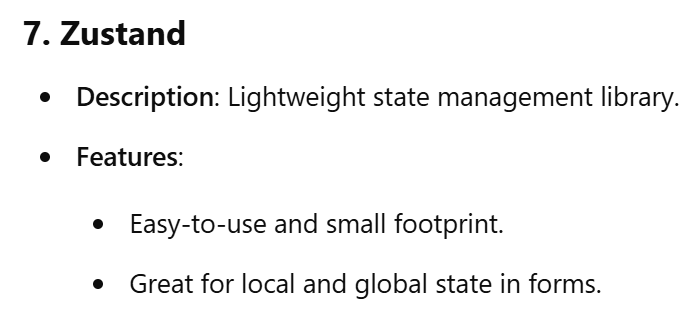 7. Zustand
• Description: Lightweight state management library.
• Features:
• Easy-to-use and small footprint.
• Great for local and global state in forms.